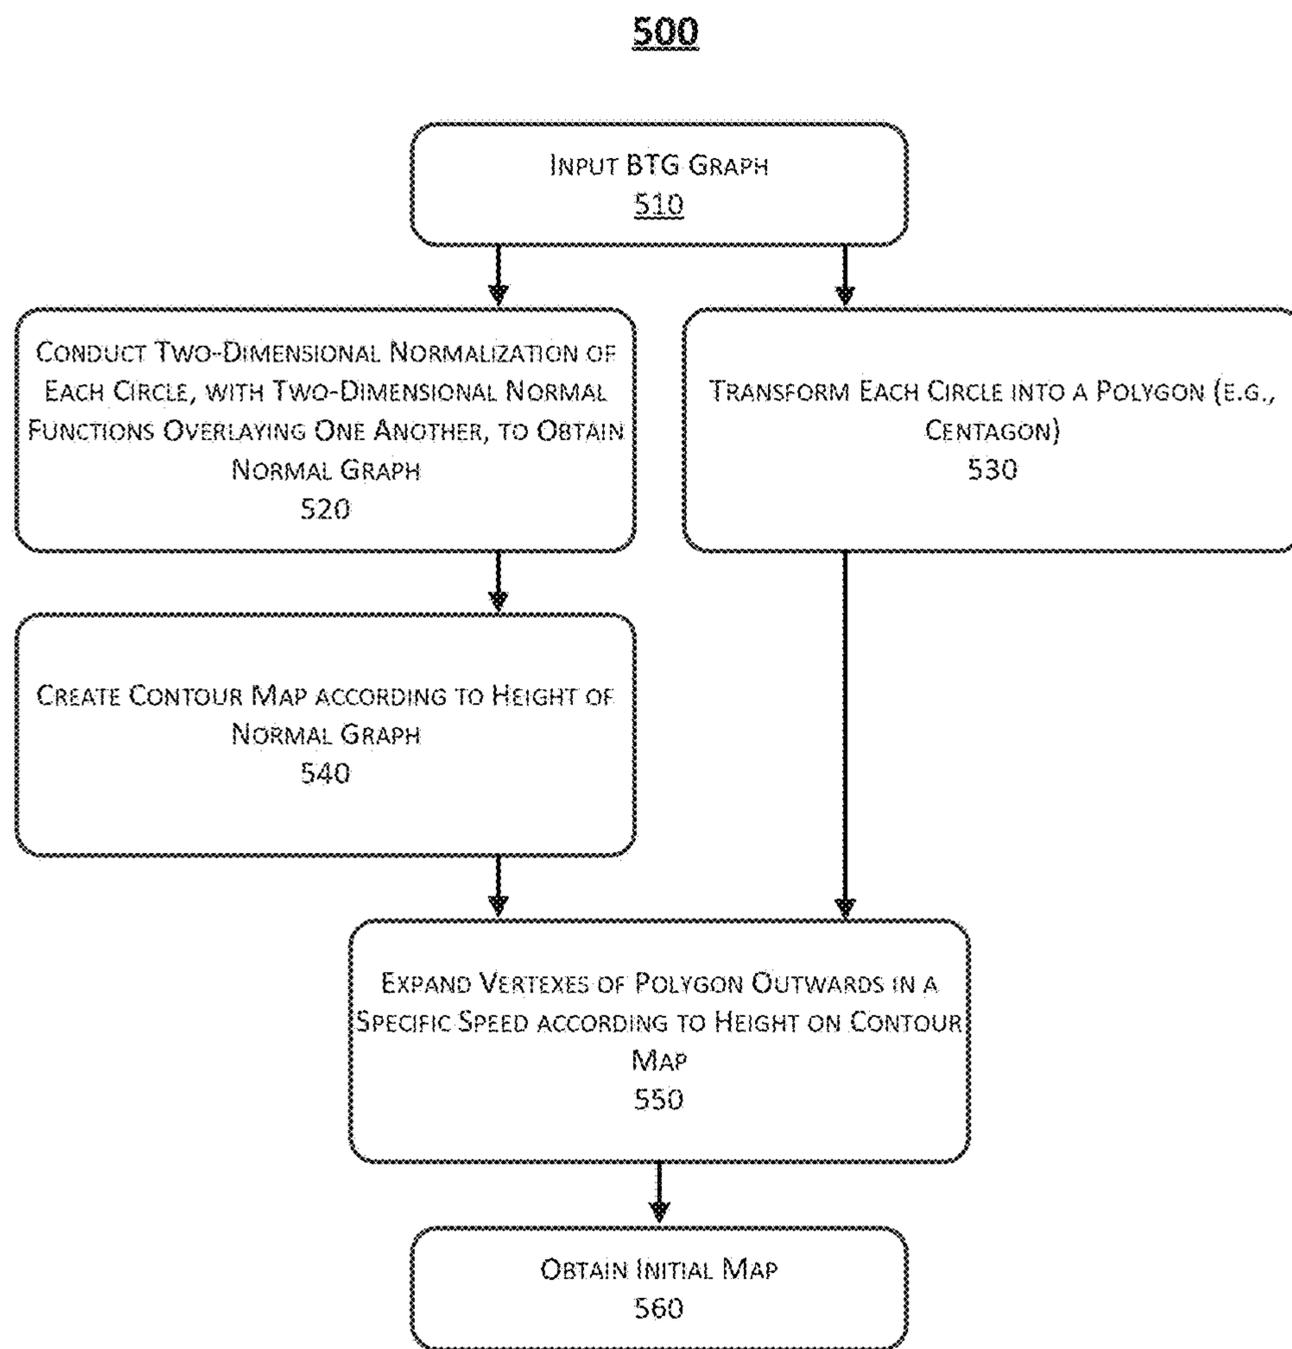 500
INPUT BTG GRAPH
510
CONDUCT TWO-DIMENSIONAL NORMALIZATION OF
EACH CIRCLE, WITH TWO-DIMENSIONAL NORMAL
FUNCTIONS OVERLAYING ONE ANOTHER, TO OBTAIN
NORMAL GRAPH
520
TRANSFORM EACH CIRCLE INTO A POLYGON (E.G.,
CENTAGON)
530
CREATE CONTOUR MAP ACCORDING TO HEIGHT OF
NORMAL GRAPH
540
EXPAND VERTEXES OF POLYGON OUTWARDS IN A
SPECIFIC SPEED ACCORDING TO HEIGHT ON CONTOUR
MAP
550
OBTAIN INITIAL MAP
560